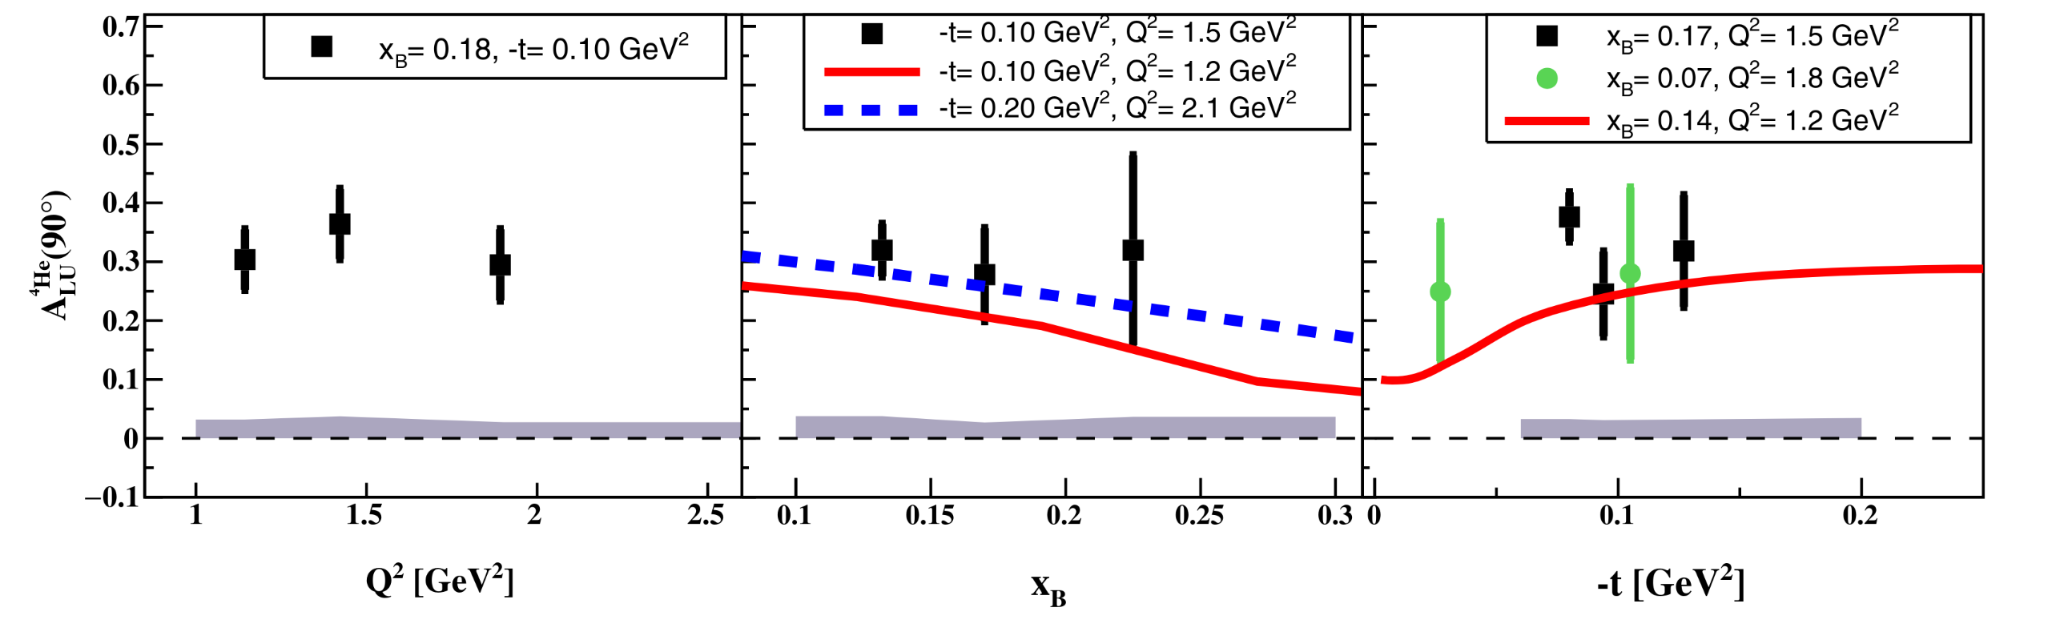 A_LU^4He(90°)
0.7
0.6
0.5
0.4
0.3
0.2
0.1
0
−0.1
x_B= 0.18, -t= 0.10 GeV²
1 1.5 2 2.5
Q² [GeV²]
-t= 0.10 GeV², Q²= 1.5 GeV²
-t= 0.10 GeV², Q²= 1.2 GeV²
-t= 0.20 GeV², Q²= 2.1 GeV²
0.1 0.15 0.2 0.25 0.3
x_B
x_B= 0.17, Q²= 1.5 GeV²
x_B= 0.07, Q²= 1.8 GeV²
x_B= 0.14, Q²= 1.2 GeV²
0 0.1 0.2
-t [GeV²]